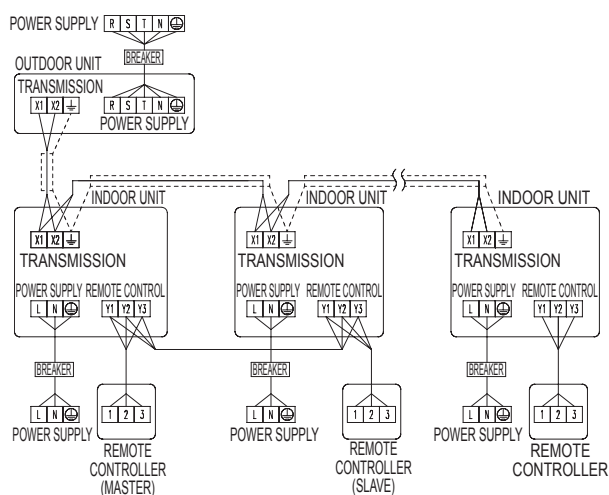 POWER SUPPLY R S T N
BREAKER
OUTDOOR UNIT
TRANSMISSION
X1 X2 R S T N
POWER SUPPLY
INDOOR UNIT INDOOR UNIT INDOOR UNIT
X1 X2 X1 X2 X1 X2
TRANSMISSION TRANSMISSION TRANSMISSION
POWER SUPPLY REMOTE CONTROL POWER SUPPLY REMOTE CONTROL POWER SUPPLY REMOTE CONTROL
L N Y1 Y2 Y3 L N Y1 Y2 Y3 L N Y1 Y2 Y3
BREAKER BREAKER BREAKER
L N 1 2 3 L N 1 2 3 L N 1 2 3
POWER SUPPLY POWER SUPPLY POWER SUPPLY
REMOTE CONTROLLER (MASTER)
REMOTE CONTROLLER (SLAVE)
REMOTE CONTROLLER